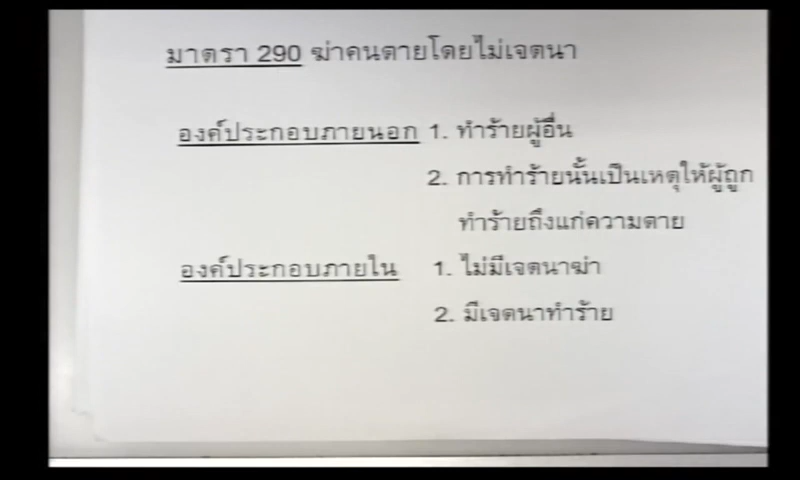 มาตรา 290 ฆ่าคนตายโดยไม่เจตนา
องค์ประกอบภายนอก 1. ทำร้ายผู้อื่น
2. การทำร้ายนั้นเป็นเหตุให้ผู้ถูก
ทำร้ายถึงแก่ความตาย
องค์ประกอบภายใน 1. ไม่มีเจตนาฆ่า
2. มีเจตนาทำร้าย